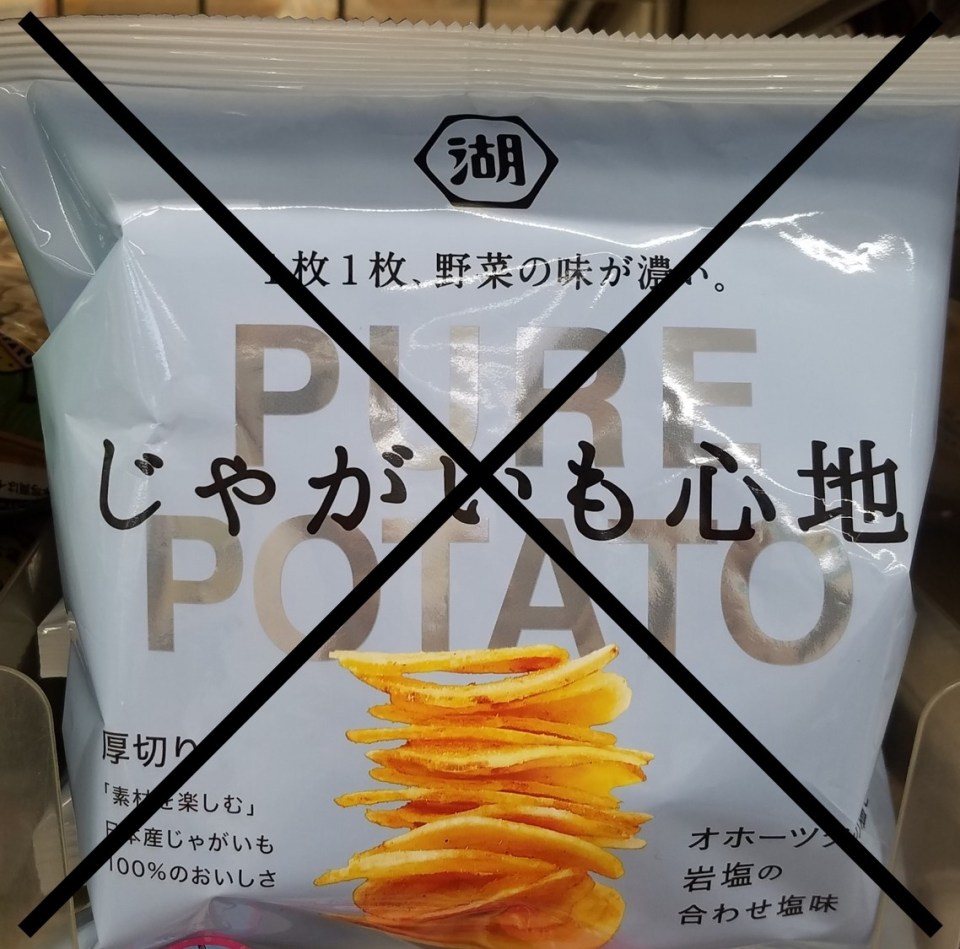 湖
1枚1枚、野菜の味が濃い。
PURE
じゃがいも心地
POTATO
厚切り
「素材を楽しむ」
日本産じゃがいも
100%のおいしさ
オホーツク
岩塩の
合わせ塩味